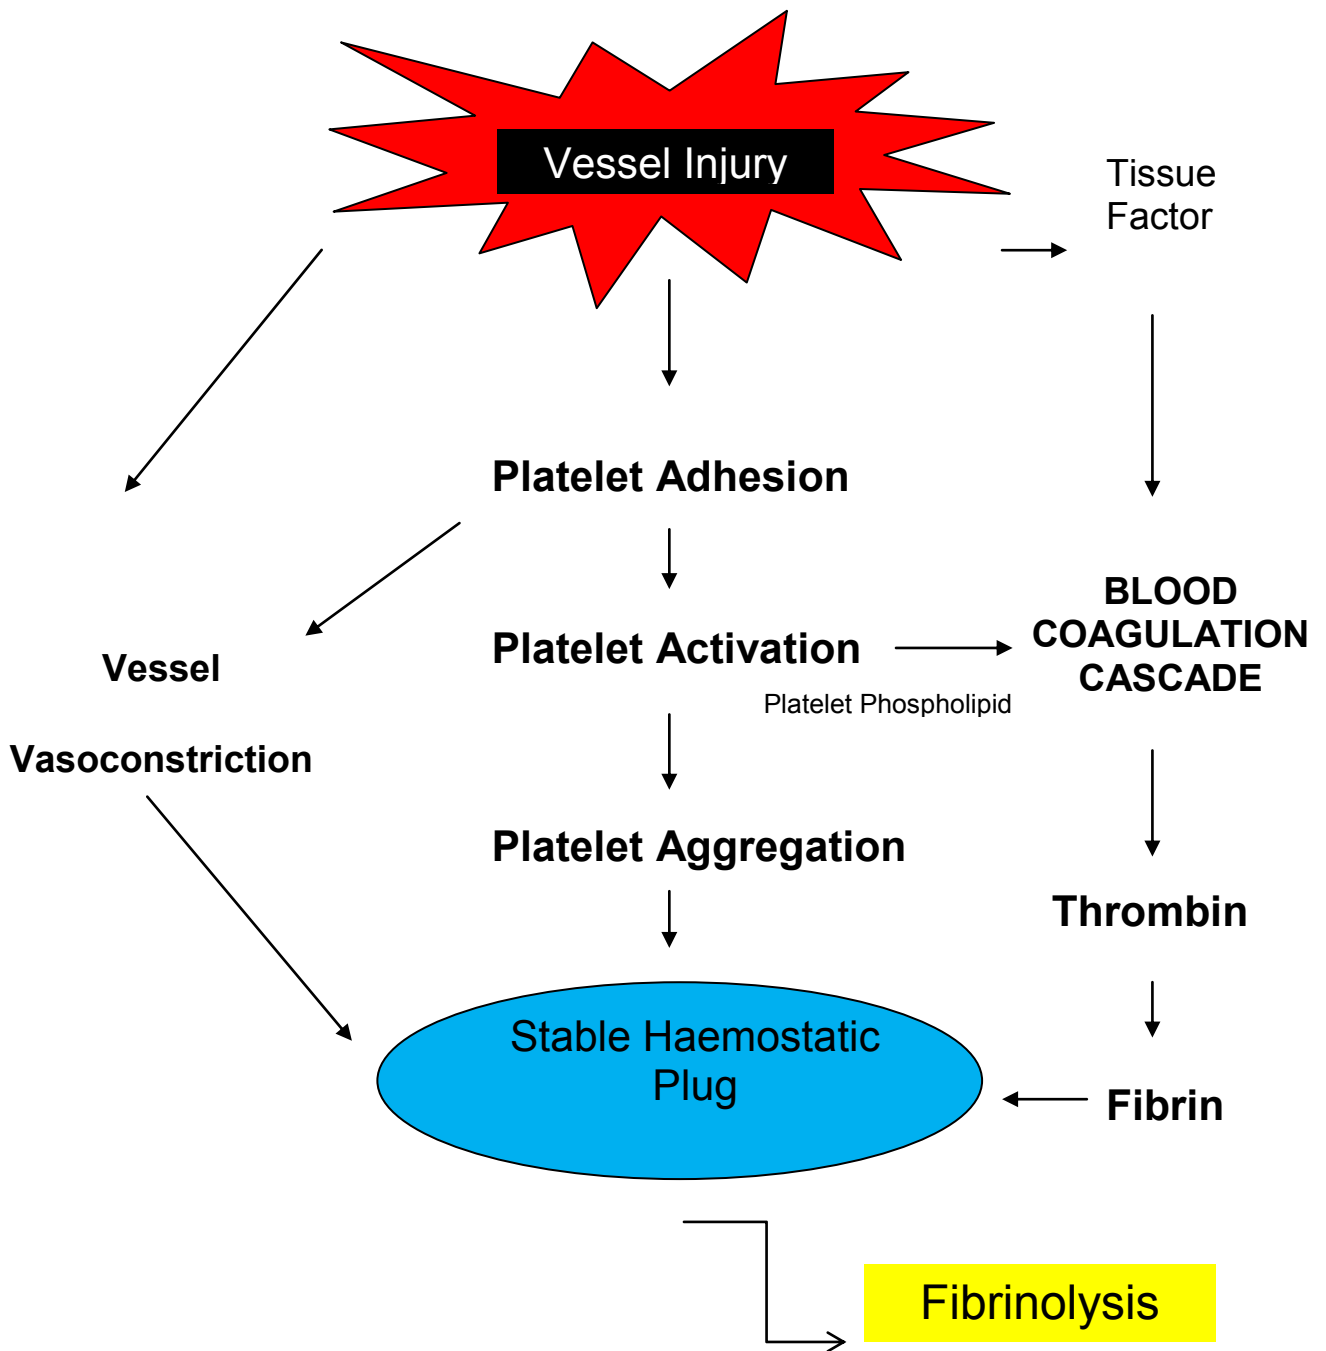 Vessel Injury
Tissue
Factor
Platelet Adhesion
BLOOD
COAGULATION
CASCADE
Platelet Activation
Vessel
Platelet Phospholipid
Vasoconstriction
Platelet Aggregation
Thrombin
Stable Haemostatic
Plug
Fibrin
Fibrinolysis